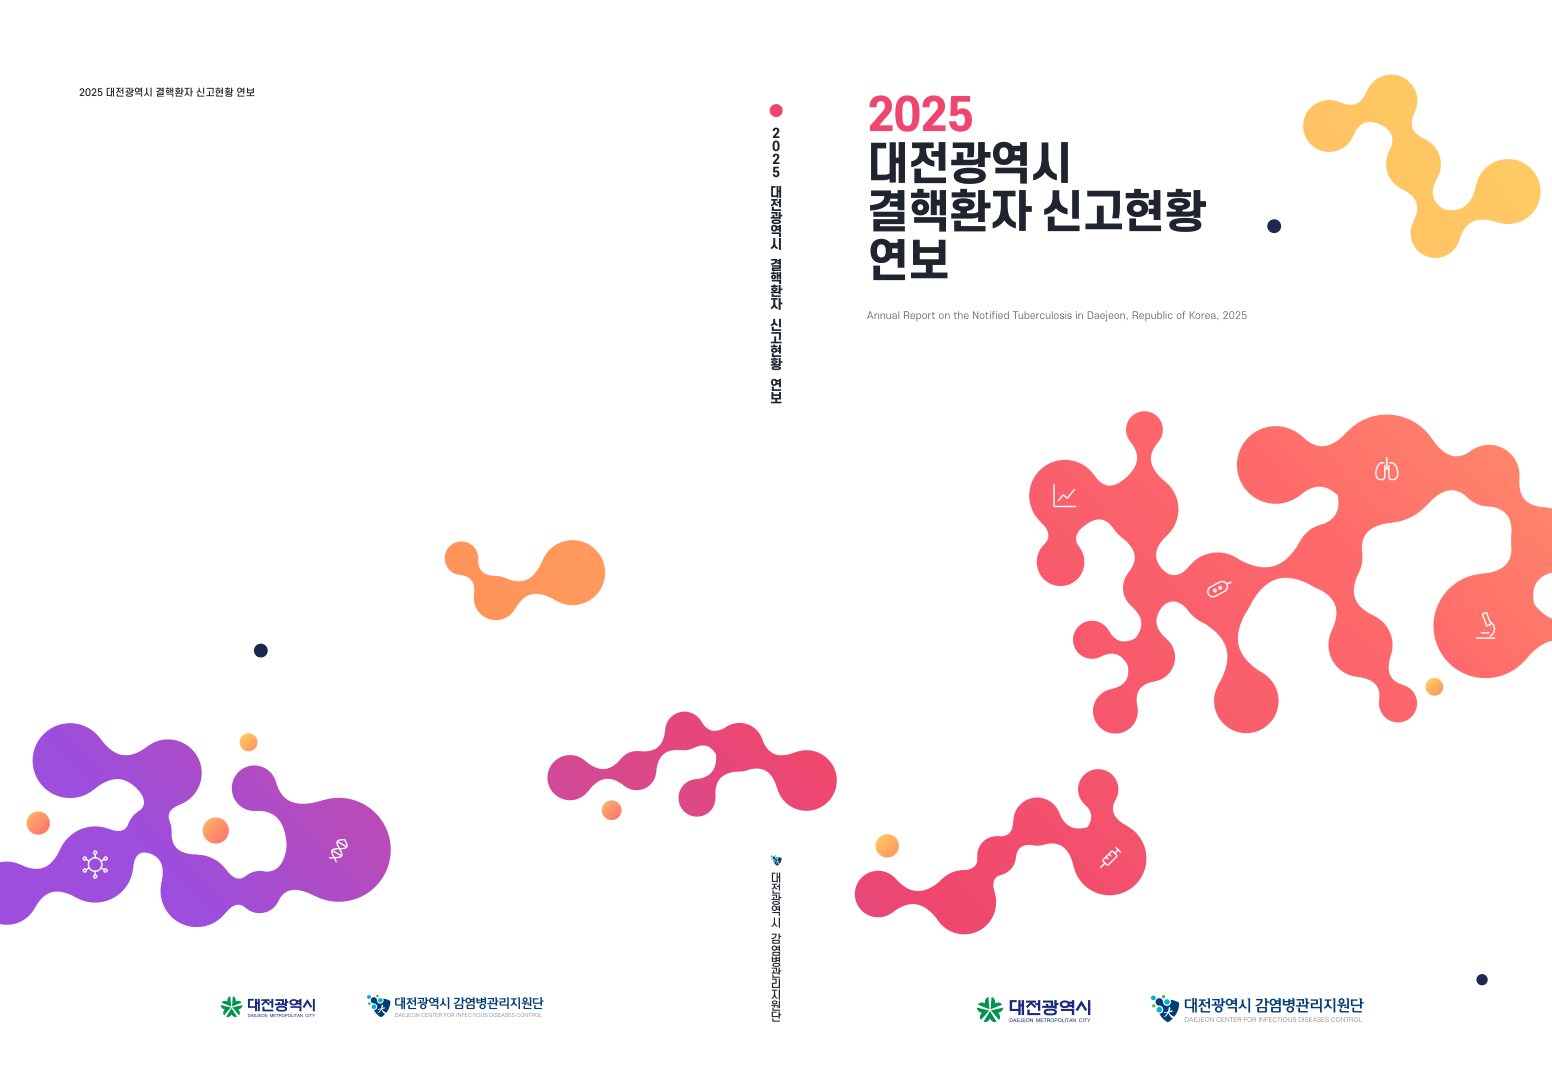 2025 대전광역시 결핵환자 신고현황 연보
대전광역시
DAEJEON METROPOLITAN CITY
대전광역시 감염병관리지원단
DAEJEON CENTER FOR INFECTIOUS DISEASES CONTROL
2025 대전광역시 결핵환자 신고현황 연보
대전광역시 감염병관리지원단
2025
대전광역시
결핵환자 신고현황
연보
Annual Report on the Notified Tuberculosis in Daejeon, Republic of Korea, 2025
대전광역시
DAEJEON METROPOLITAN CITY
대전광역시 감염병관리지원단
DAEJEON CENTER FOR INFECTIOUS DISEASES CONTROL